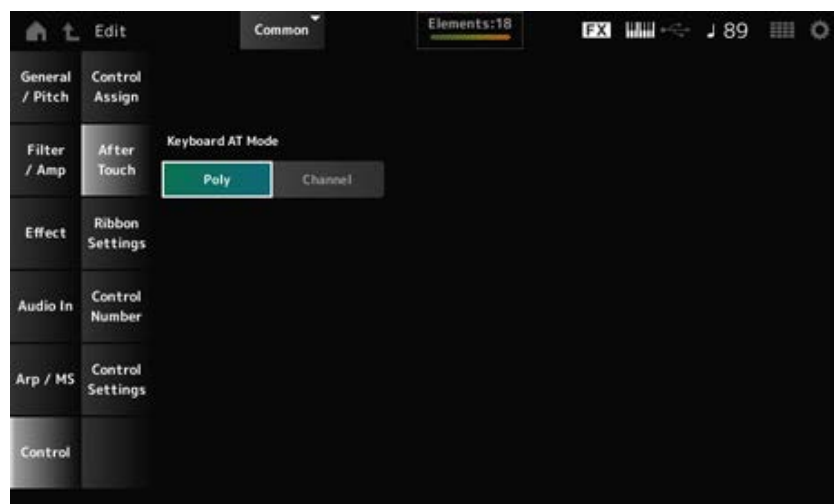 Edit
Common
Elements:18
FX
♩ 89
General
/ Pitch
Control
Assign
Filter
/ Amp
After
Touch
Keyboard AT Mode
Poly
Channel
Effect
Ribbon
Settings
Audio In
Control
Number
Arp / MS
Control
Settings
Control